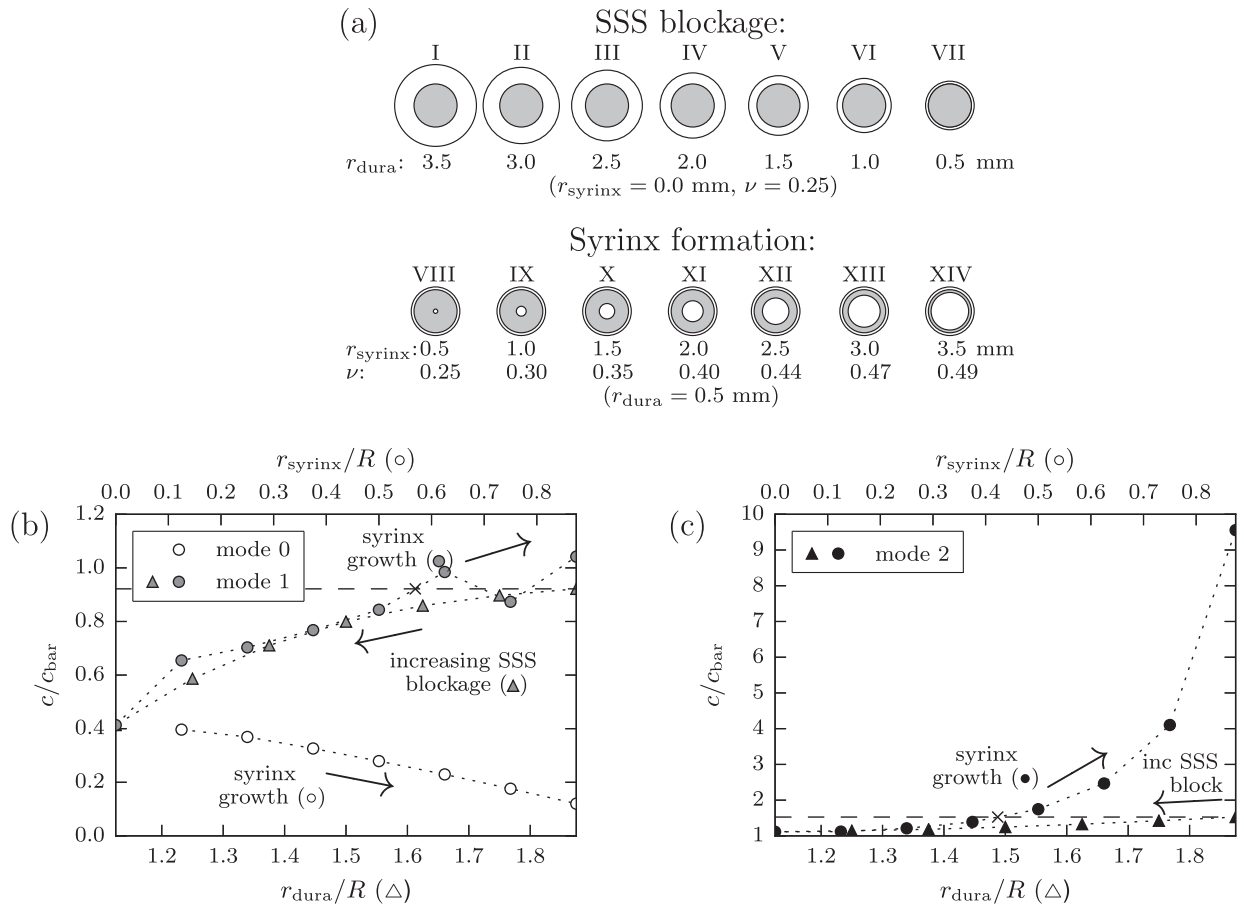 (a)
SSS blockage:
I II III IV V VI VII
r_dura: 3.5 3.0 2.5 2.0 1.5 1.0 0.5 mm
(r_syrinx = 0.0 mm, ν = 0.25)
Syrinx formation:
VIII IX X XI XII XIII XIV
r_syrinx: 0.5 1.0 1.5 2.0 2.5 3.0 3.5 mm
ν: 0.25 0.30 0.35 0.40 0.44 0.47 0.49
(r_dura = 0.5 mm)
(b)
r_syrinx/R (○)
0.0 0.1 0.2 0.3 0.4 0.5 0.6 0.7 0.8
1.2
1.0
0.8
0.6
0.4
0.2
0.0
c/c_bar
mode 0
mode 1
syrinx
growth (○)
increasing SSS
blockage (△)
syrinx
growth (○)
1.2 1.3 1.4 1.5 1.6 1.7 1.8
r_dura/R (△)
(c)
r_syrinx/R (○)
0.0 0.1 0.2 0.3 0.4 0.5 0.6 0.7 0.8
10
9
8
7
6
5
4
3
2
1
c/c_bar
mode 2
syrinx
growth (●)
inc SSS
block
1.2 1.3 1.4 1.5 1.6 1.7 1.8
r_dura/R (△)